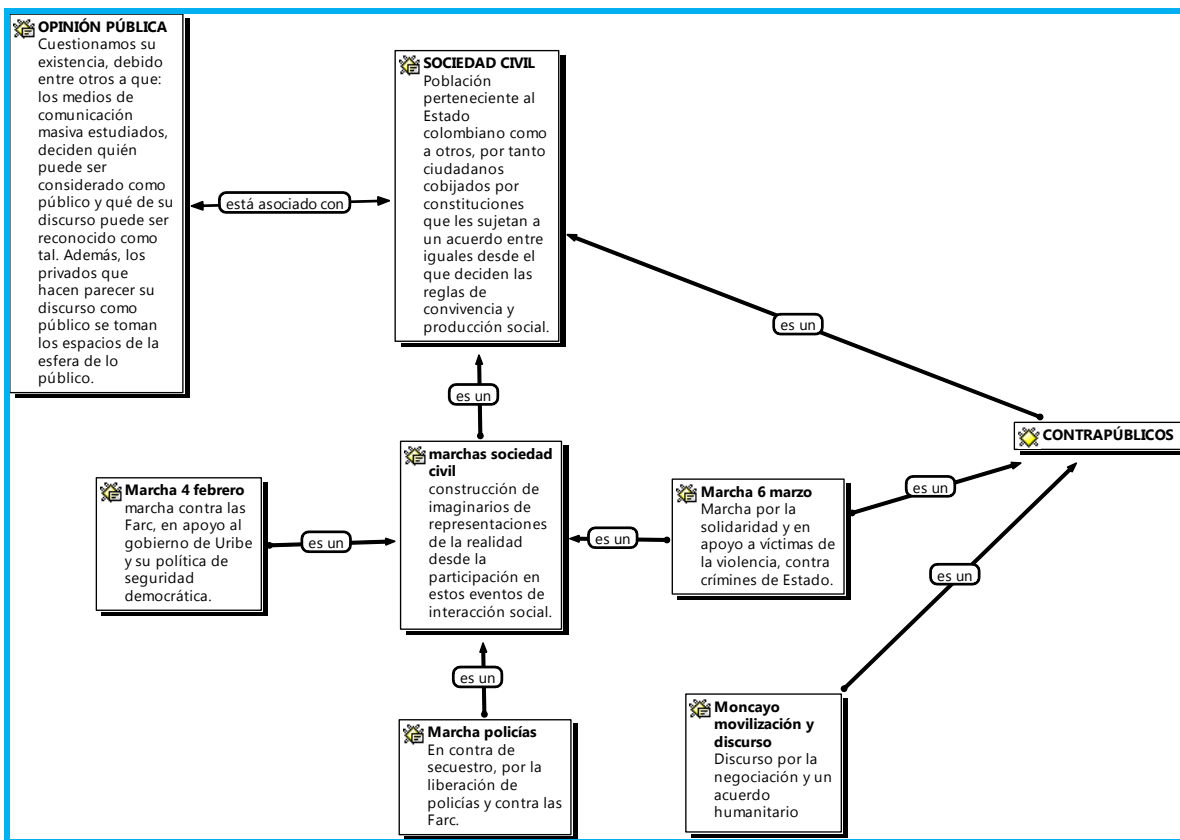 OPINIÓN PÚBLICA
Cuestionamos su
existencia, debido
entre otros a que:
los medios de
comunicación
masiva estudiados,
deciden quién
puede ser
considerado como
público y qué de su
discurso puede ser
reconocido como
tal. Además, los
privados que
hacen parecer su
discurso como
público se toman
los espacios de la
esfera de lo
público.
está asociado con
SOCIEDAD CIVIL
Población
perteneciente al
Estado
colombiano como
a otros, por tanto
ciudadanos
cobijados por
constituciones
que les sujetan a
un acuerdo entre
iguales desde el
que deciden las
reglas de
convivencia y
producción social.
es un
es un
CONTRAPÚBLICOS
marchas sociedad
civil
construcción de
imaginarios de
representaciones
de la realidad
desde la
participación en
estos eventos de
interacción social.
Marcha 4 febrero
marcha contra las
Farc, en apoyo al
gobierno de Uribe
y su política de
seguridad
democrática.
es un
es un
Marcha 6 marzo
Marcha por la
solidaridad y en
apoyo a víctimas de
la violencia, contra
crímines de Estado.
es un
es un
es un
Marcha policías
En contra de
secuestro, por la
liberación de
policías y contra las
Farc.
Moncayo
movilización y
discurso
Discurso por la
negociación y un
acuerdo
humanitario